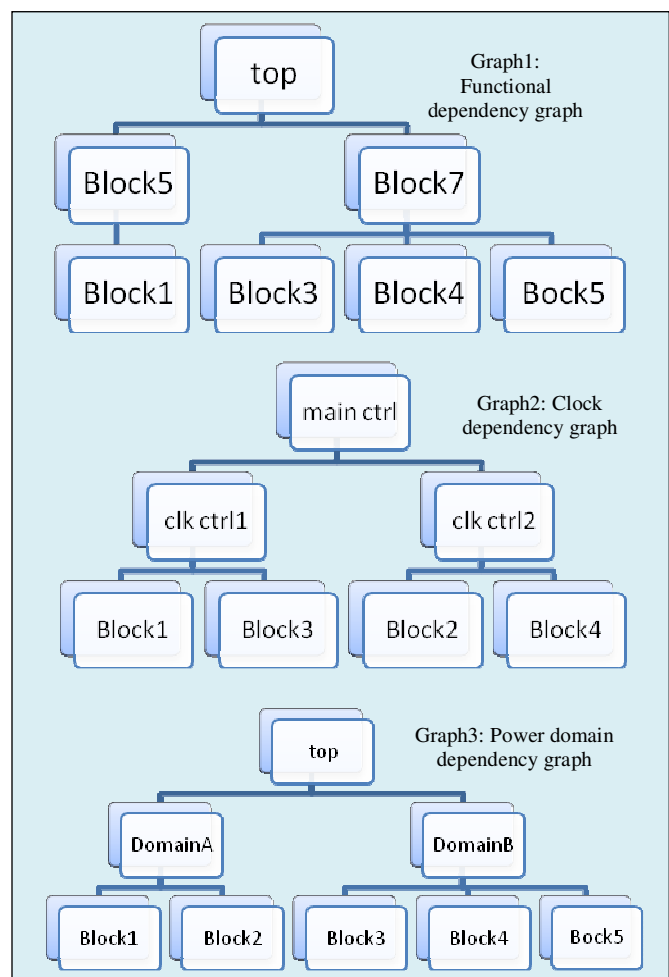 top
Graph1:
Functional
dependency graph
Block5
Block7
Block1
Block3
Block4
Bock5
main ctrl
Graph2: Clock
dependency graph
clk ctrl1
clk ctrl2
Block1
Block3
Block2
Block4
top
Graph3: Power domain
dependency graph
DomainA
DomainB
Block1
Block2
Block3
Block4
Bock5